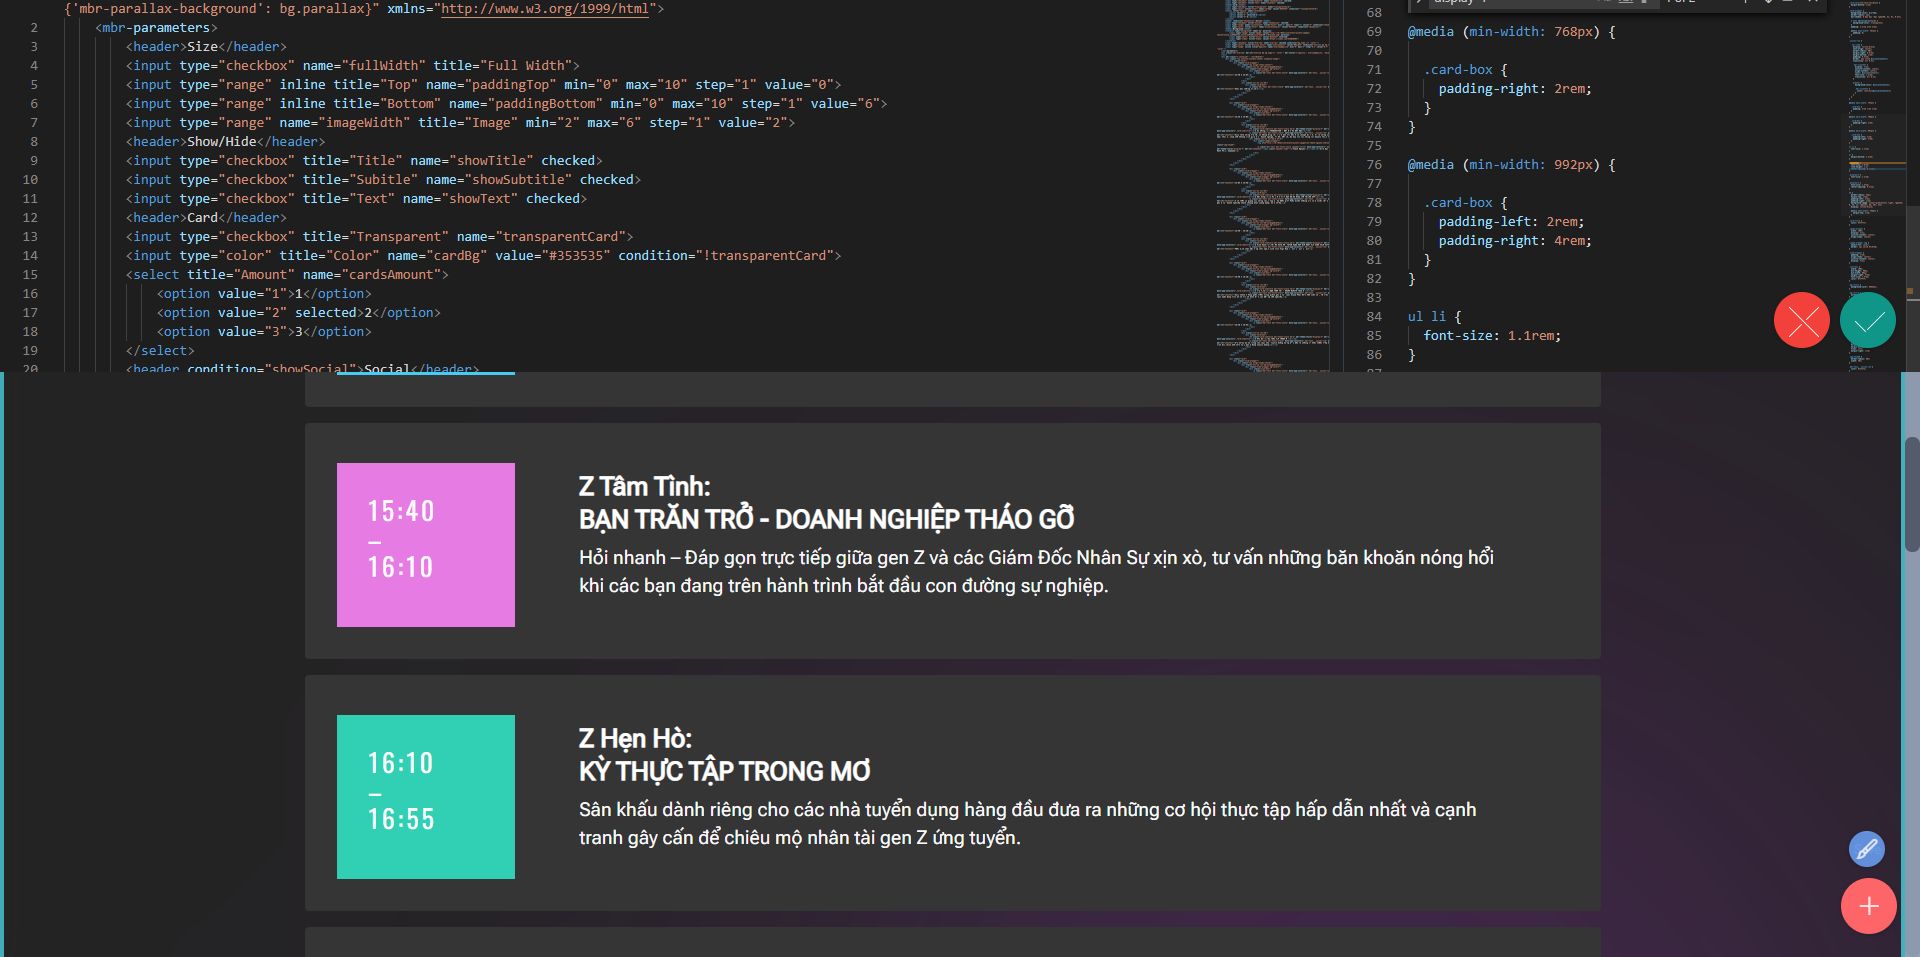 {'mbr-parallax-background': bg.parallax}" xmlns="http://www.w3.org/1999/html">
2 <mbr-parameters>
3 <header>Size</header>
4 <input type="checkbox" name="fullWidth" title="Full Width">
5 <input type="range" inline title="Top" name="paddingTop" min="0" max="10" step="1" value="0">
6 <input type="range" inline title="Bottom" name="paddingBottom" min="0" max="10" step="1" value="6">
7 <input type="range" name="imageWidth" title="Image" min="2" max="6" step="1" value="2">
8 <header>Show/Hide</header>
9 <input type="checkbox" title="Title" name="showTitle" checked>
10 <input type="checkbox" title="Subitle" name="showSubtitle" checked>
11 <input type="checkbox" title="Text" name="showText" checked>
12 <header>Card</header>
13 <input type="checkbox" title="Transparent" name="transparentCard">
14 <input type="color" title="Color" name="cardBg" value="#353535" condition="!transparentCard">
15 <select title="Amount" name="cardsAmount">
16 <option value="1">1</option>
17 <option value="2" selected>2</option>
18 <option value="3">3</option>
19 </select>
20 <header condition="showSocial">Social</header>
68
69 @media (min-width: 768px) {
70
71 .card-box {
72 padding-right: 2rem;
73 }
74 }
75
76 @media (min-width: 992px) {
77
78 .card-box {
79 padding-left: 2rem;
80 padding-right: 4rem;
81 }
82 }
83
84 ul li {
85 font-size: 1.1rem;
86 }
15:40
–
16:10
Z Tâm Tình:
BẠN TRĂN TRỞ - DOANH NGHIỆP THÁO GỠ
Hỏi nhanh – Đáp gọn trực tiếp giữa gen Z và các Giám Đốc Nhân Sự xịn xò, tư vấn những băn khoăn nóng hổi
khi các bạn đang trên hành trình bắt đầu con đường sự nghiệp.
16:10
–
16:55
Z Hẹn Hò:
KỲ THỰC TẬP TRONG MƠ
Sân khấu dành riêng cho các nhà tuyển dụng hàng đầu đưa ra những cơ hội thực tập hấp dẫn nhất và cạnh
tranh gây cấn để chiêu mộ nhân tài gen Z ứng tuyển.